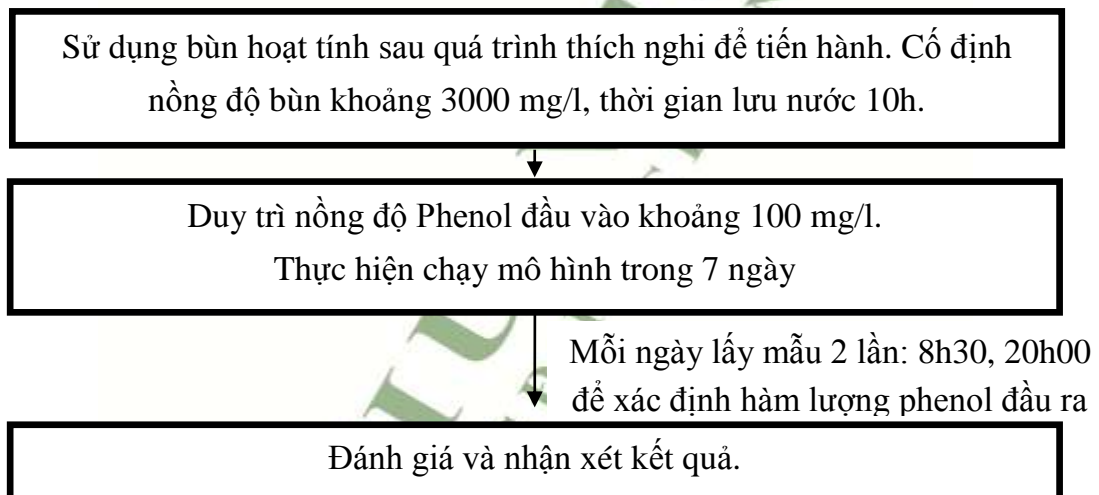 Sử dụng bùn hoạt tính sau quá trình thích nghi để tiến hành. Cố định
nồng độ bùn khoảng 3000 mg/l, thời gian lưu nước 10h.
Duy trì nồng độ Phenol đầu vào khoảng 100 mg/l.
Thực hiện chạy mô hình trong 7 ngày
Mỗi ngày lấy mẫu 2 lần: 8h30, 20h00
để xác định hàm lượng phenol đầu ra
Đánh giá và nhận xét kết quả.